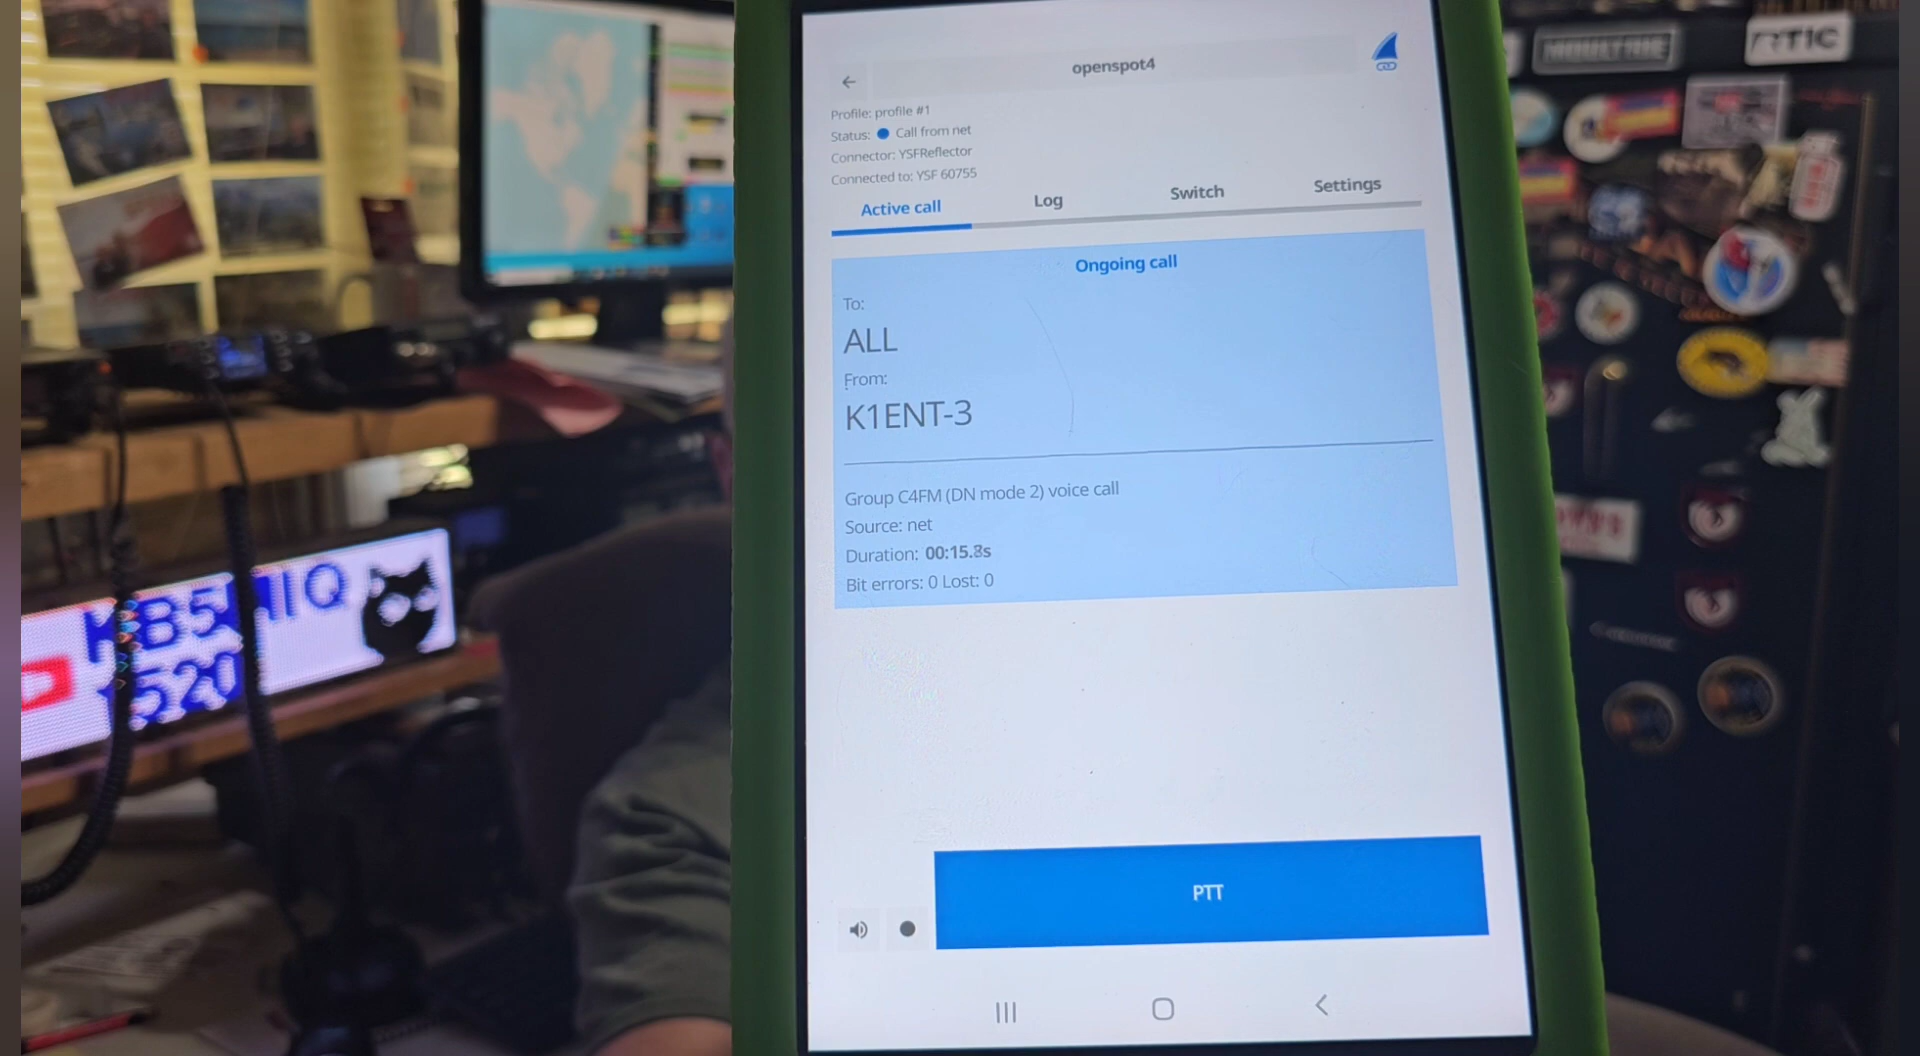 openspot4
Profile: profile #1
Status: Call from net
Connector: YSFReflector
Connected to: YSF 60755
Active call
Log
Switch
Settings
Ongoing call
To:
ALL
From:
K1ENT-3
Group C4FM (DN mode 2) voice call
Source: net
Duration: 00:15.8s
Bit errors: 0 Lost: 0
PTT
MOULTRIE
RTIC